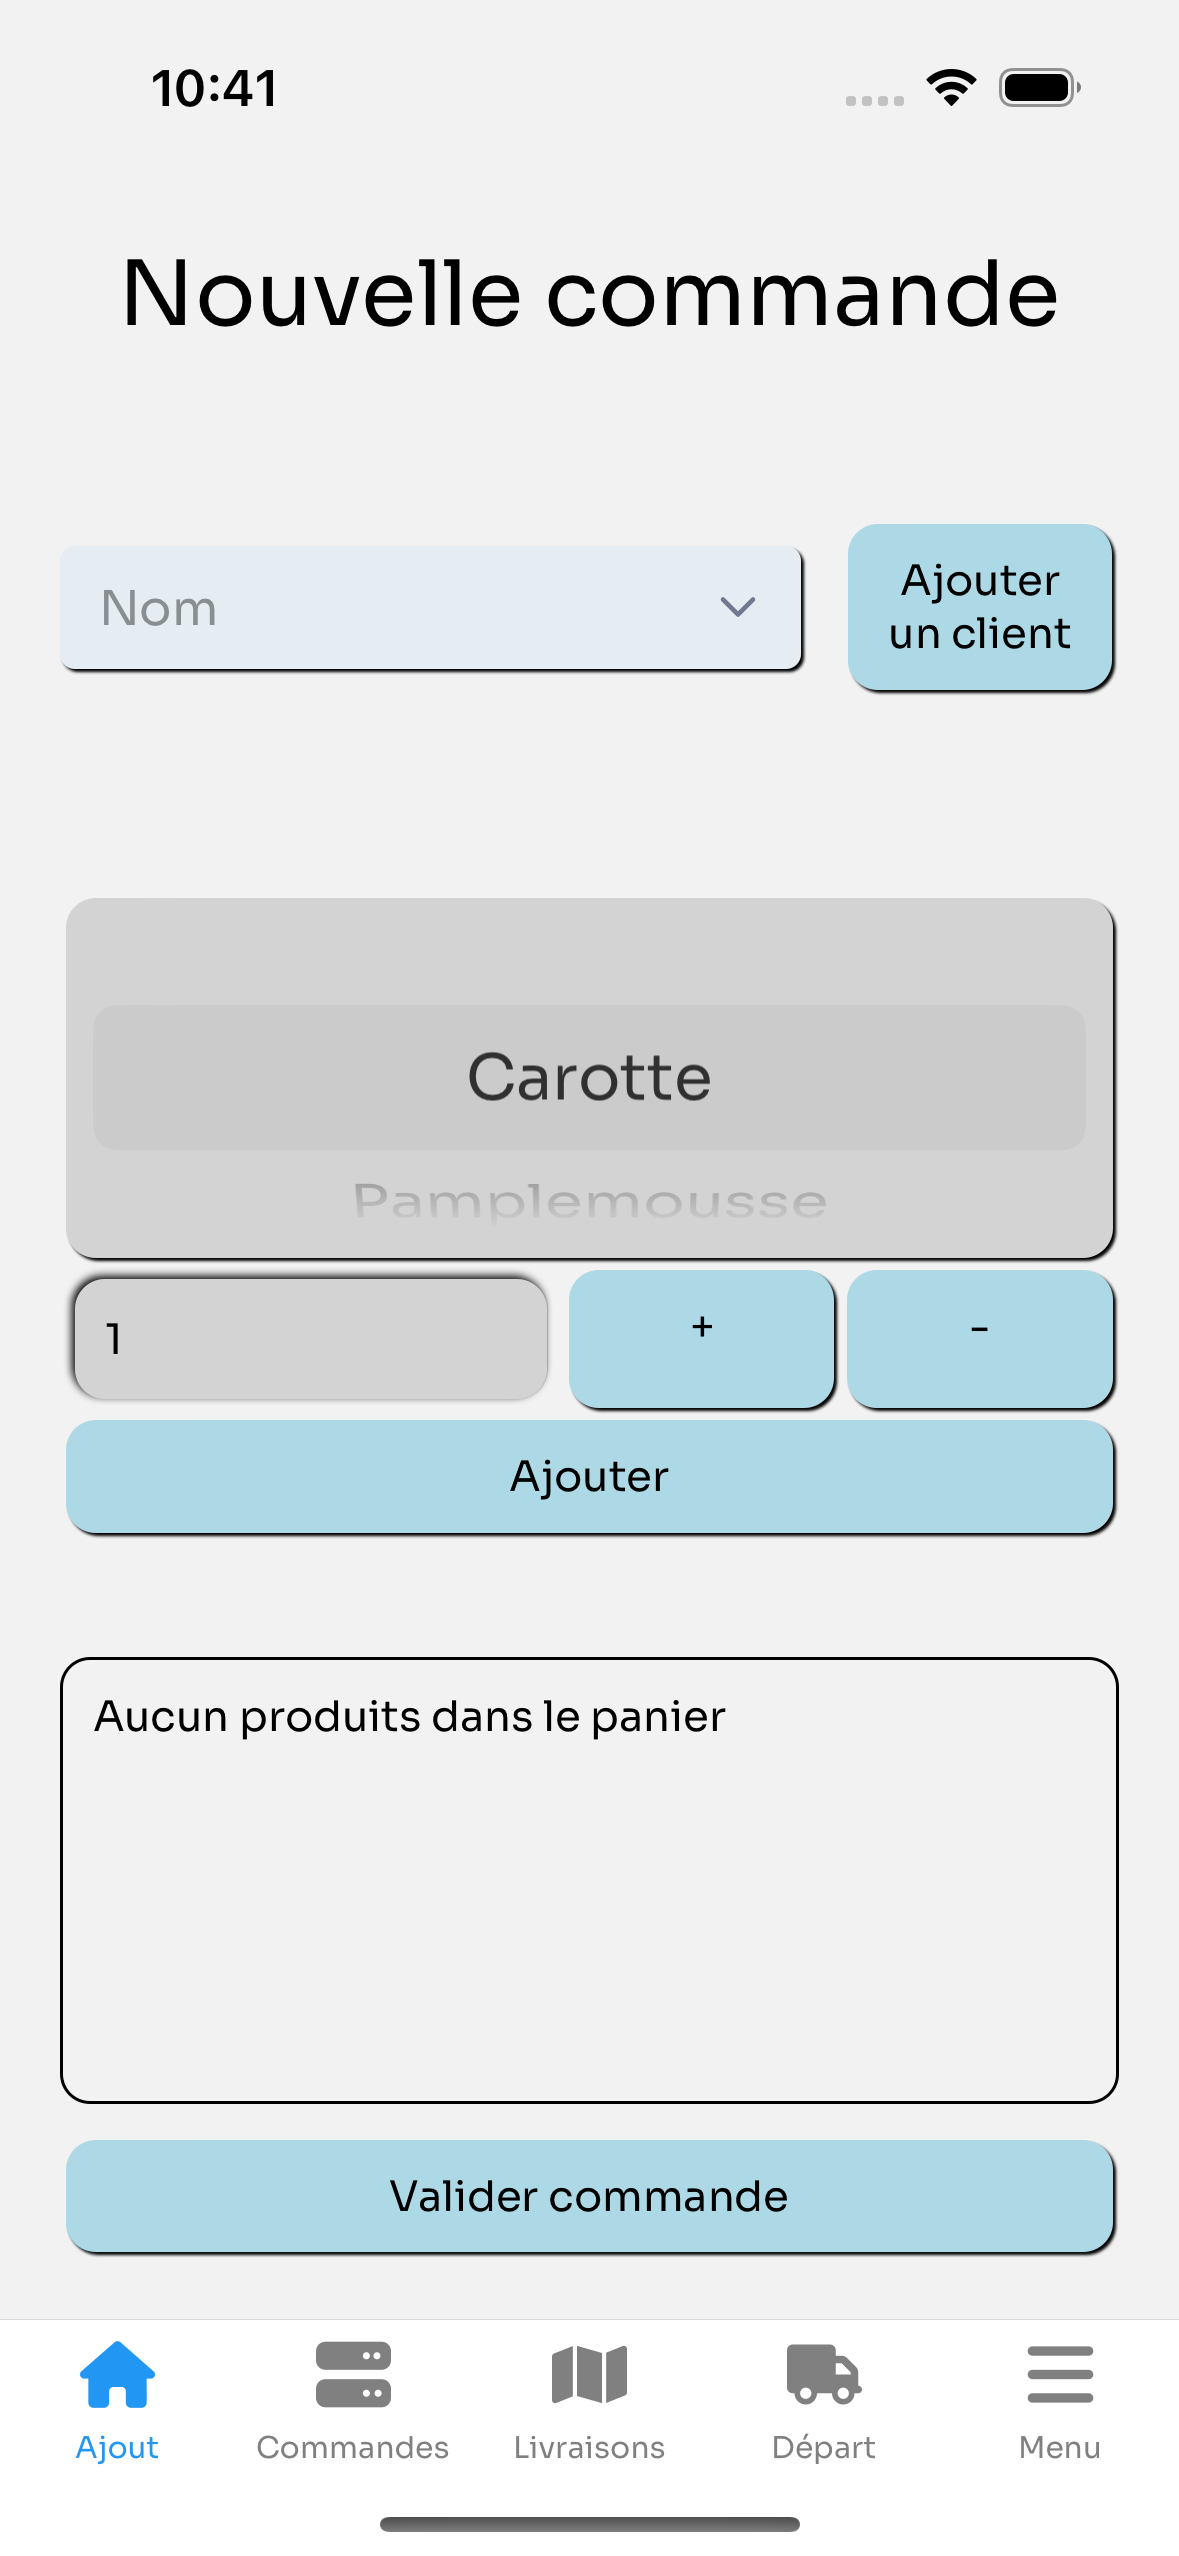 10:41
Nouvelle commande
Nom
Ajouter
un client
Carotte
Pamplemousse
1
+
-
Ajouter
Aucun produits dans le panier
Valider commande
Ajout
Commandes
Livraisons
Départ
Menu